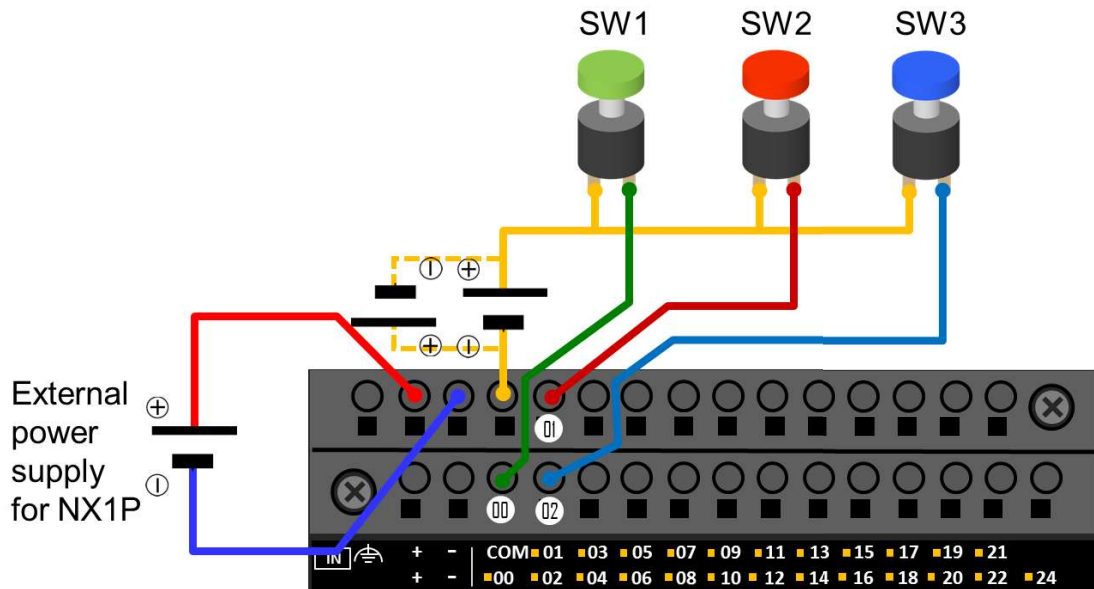 SW1 SW2 SW3
⊖ ⊕
⊕ ⊖
External
power
supply
for NX1P
⊕
⊖
01
00 02
IN + - COM 01 03 05 07 09 11 13 15 17 19 21
+ - 00 02 04 06 08 10 12 14 16 18 20 22 24